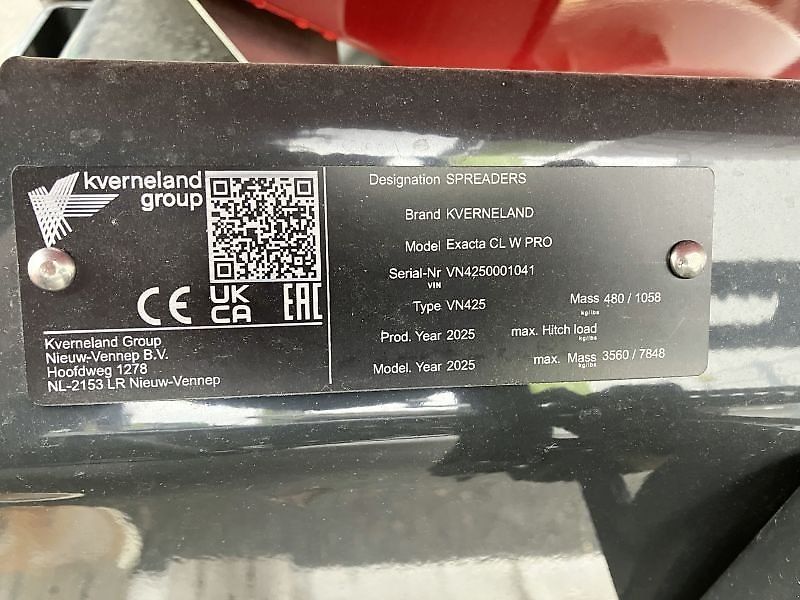 kverneland
group
CE UK
CA EAC
Kverneland Group
Nieuw-Vennep B.V.
Hoofdweg 1278
NL-2153 LR Nieuw-Vennep
Designation SPREADERS
Brand KVERNELAND
Model Exacta CL W PRO
Serial-Nr VN4250001041
VIN
Type VN425 Mass 480 / 1058
kg/lbs
Prod. Year 2025 max. Hitch load
kg/lbs
Model. Year 2025 max. Mass 3560 / 7848
kg/lbs